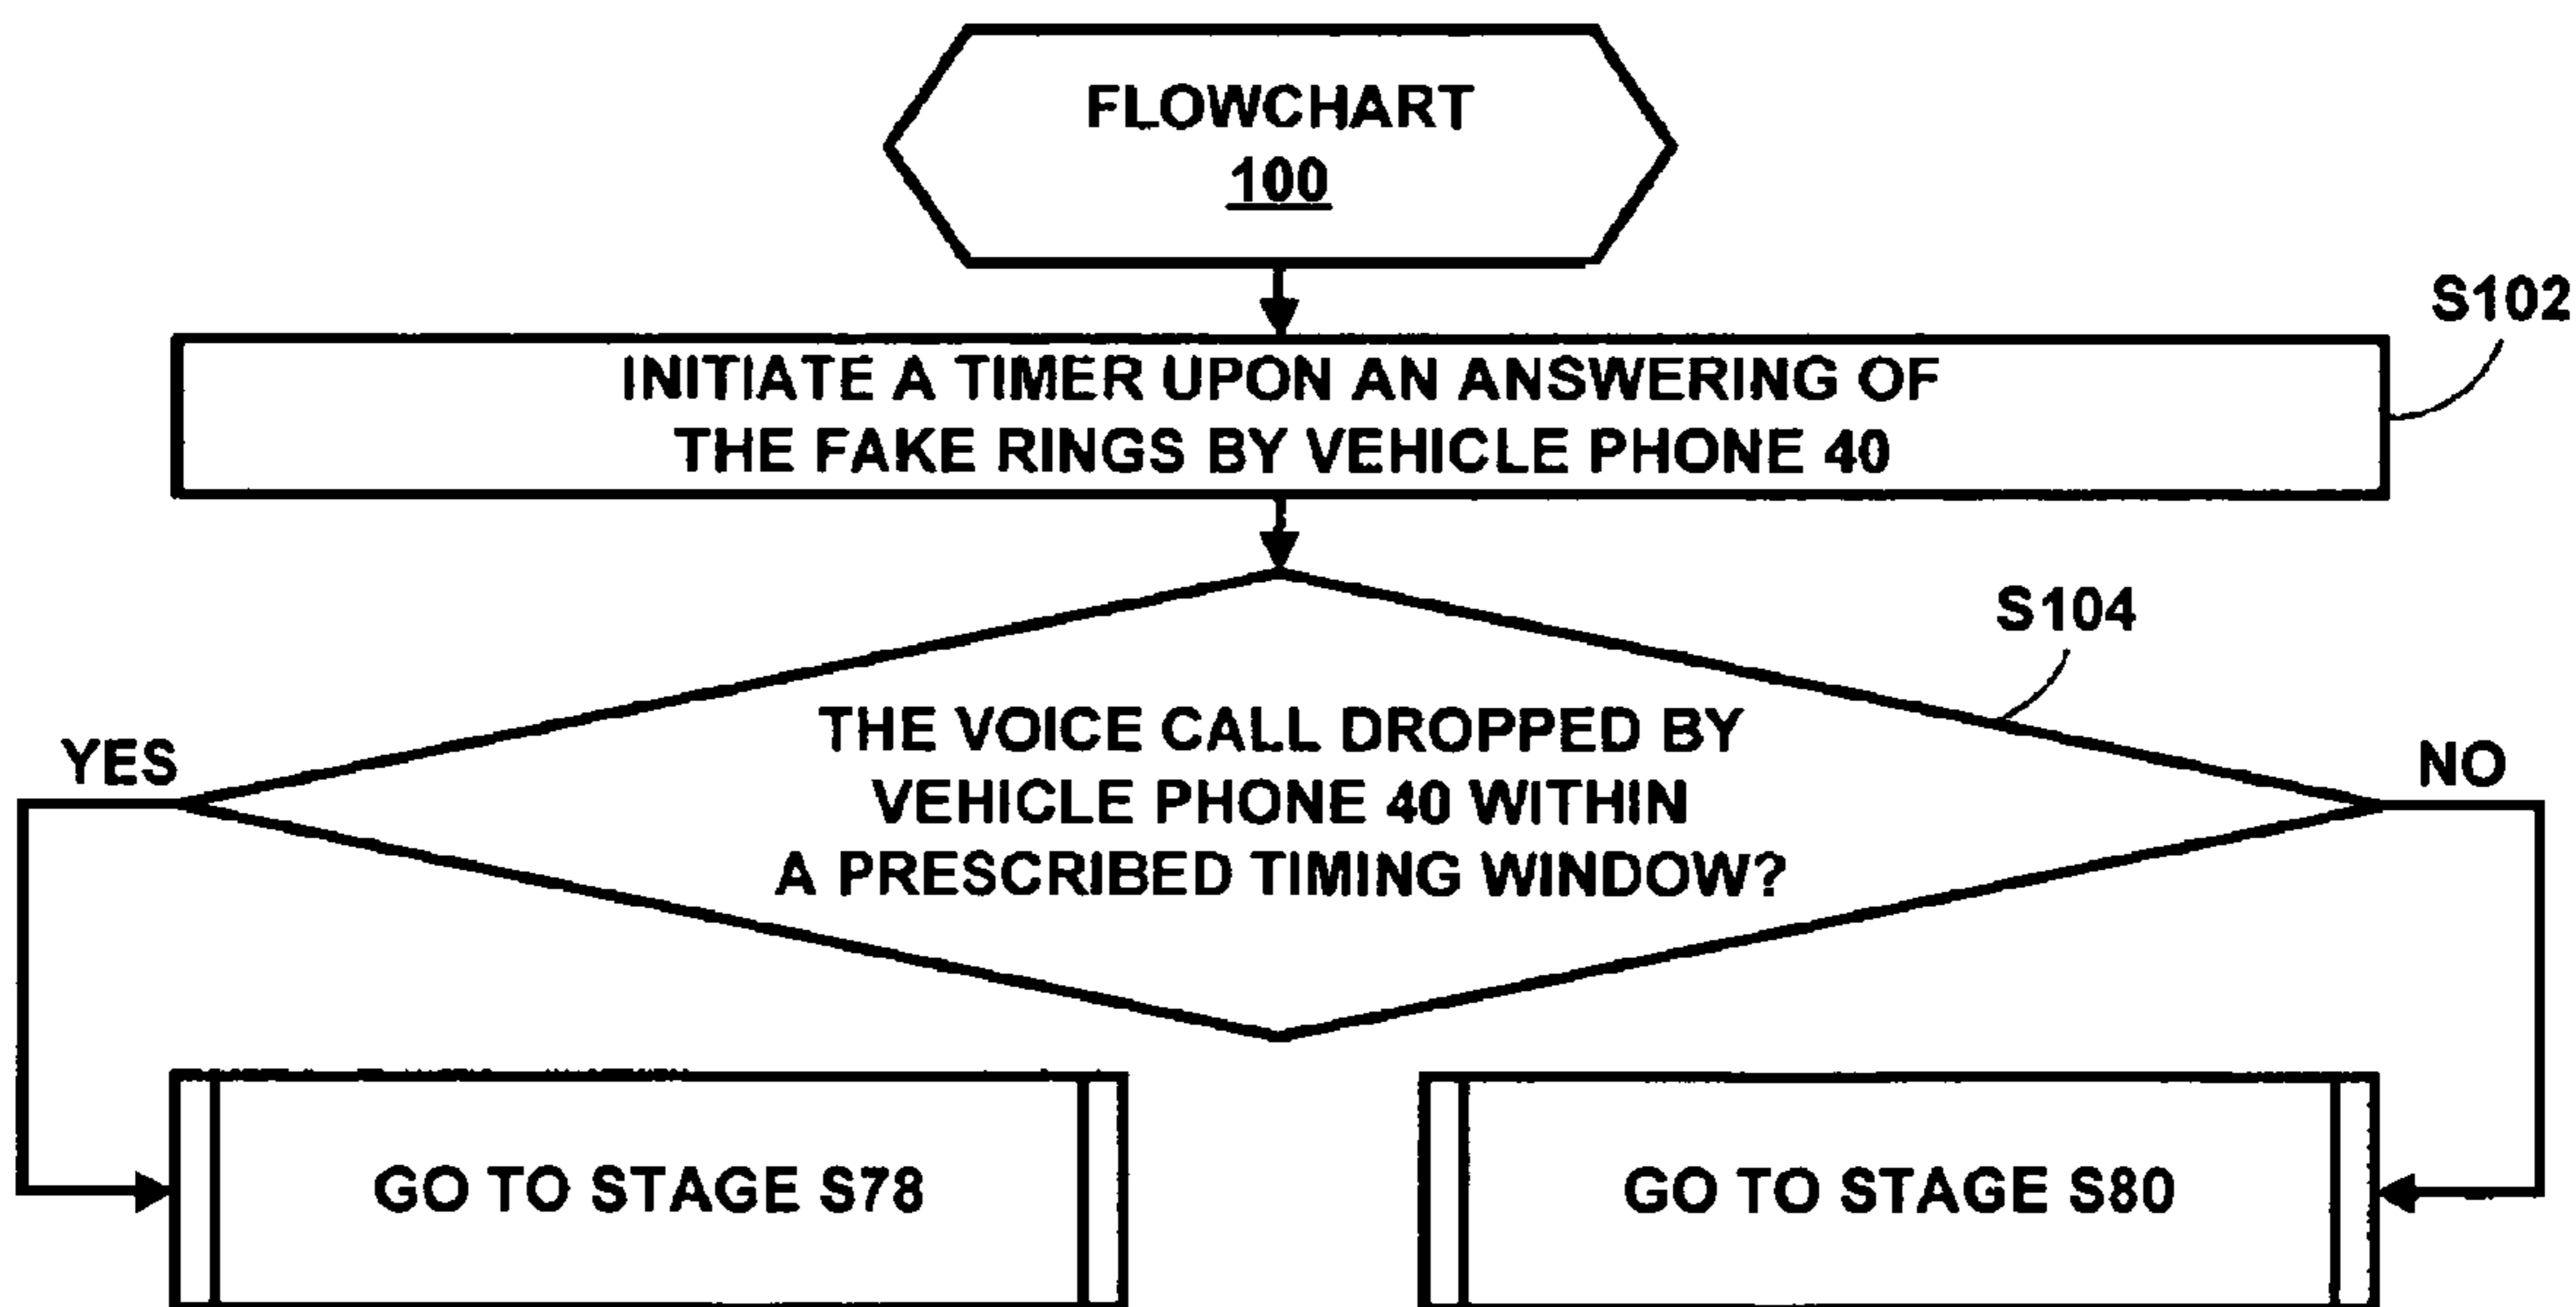 FLOWCHART
100
S102
INITIATE A TIMER UPON AN ANSWERING OF
THE FAKE RINGS BY VEHICLE PHONE 40
S104
THE VOICE CALL DROPPED BY
VEHICLE PHONE 40 WITHIN
A PRESCRIBED TIMING WINDOW?
YES
NO
GO TO STAGE S78
GO TO STAGE S80